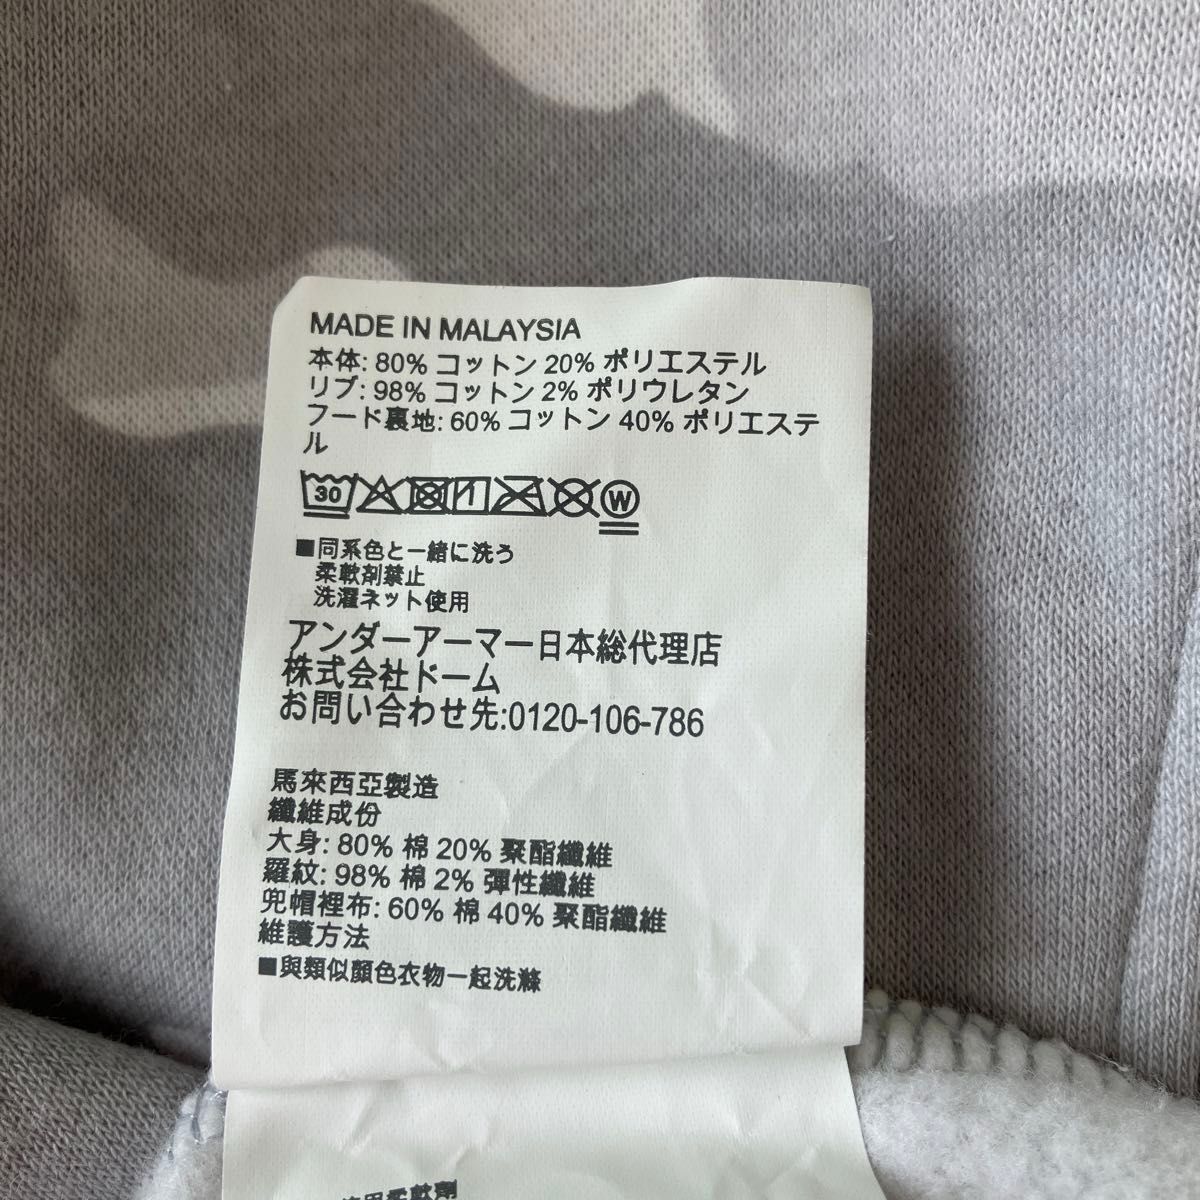 MADE IN MALAYSIA
本体: 80% コットン 20% ポリエステル
リブ: 98% コットン 2% ポリウレタン
フード裏地: 60% コットン 40% ポリエステ
ル
30 W
■同系色と一緒に洗う
柔軟剤禁止
洗濯ネット使用
アンダーアーマー日本総代理店
株式会社ドーム
お問い合わせ先:0120-106-786
馬來西亞製造
纖維成份
大身: 80% 棉 20% 聚酯纖維
羅紋: 98% 棉 2% 彈性纖維
兜帽裡布: 60% 棉 40% 聚酯纖維
維護方法
■與類似顏色衣物一起洗滌
用柔軟劑